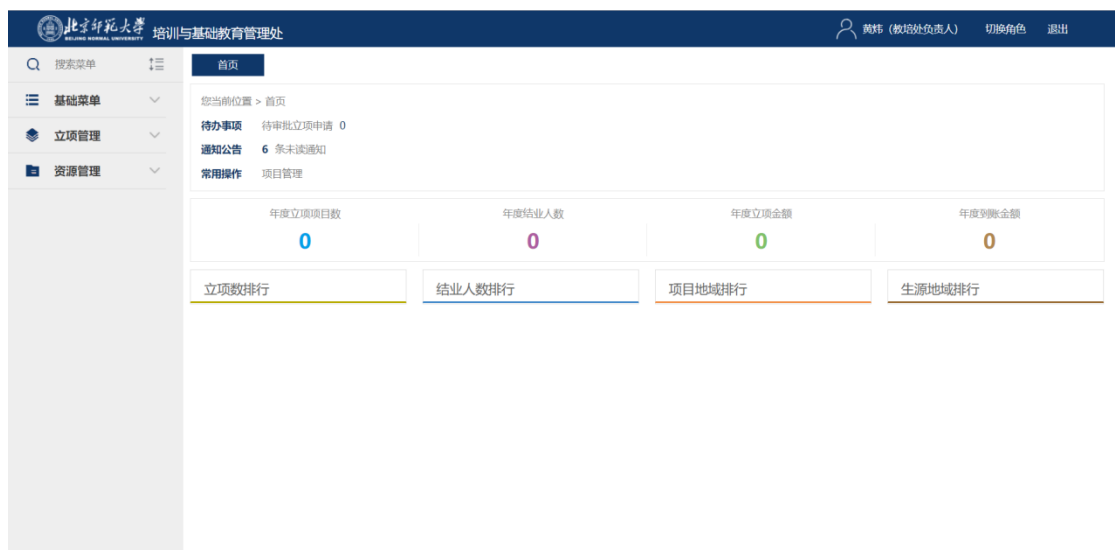 北京师范大学 培训与基础教育管理处
BEIJING NORMAL UNIVERSITY
黄炜（教培处负责人） 切换角色 退出
搜索菜单
首页
基础菜单
立项管理
资源管理
您当前位置 > 首页
待办事项 待审批立项申请 0
通知公告 6 条未读通知
常用操作 项目管理
年度立项项目数 年度结业人数 年度立项金额 年度到账金额
0 0 0 0
立项数排行 结业人数排行 项目地域排行 生源地域排行